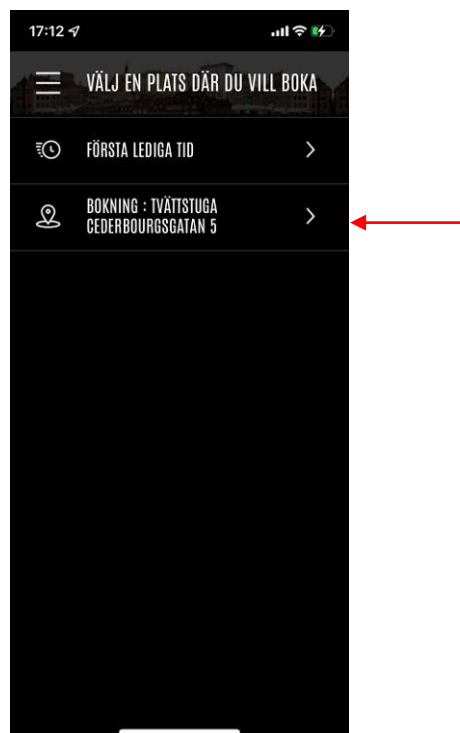 17:12
VÄLJ EN PLATS DÄR DU VILL BOKA
FÖRSTA LEDIGA TID
BOKNING : TVÄTTSTUGA
CEDERBOURGSGATAN 5